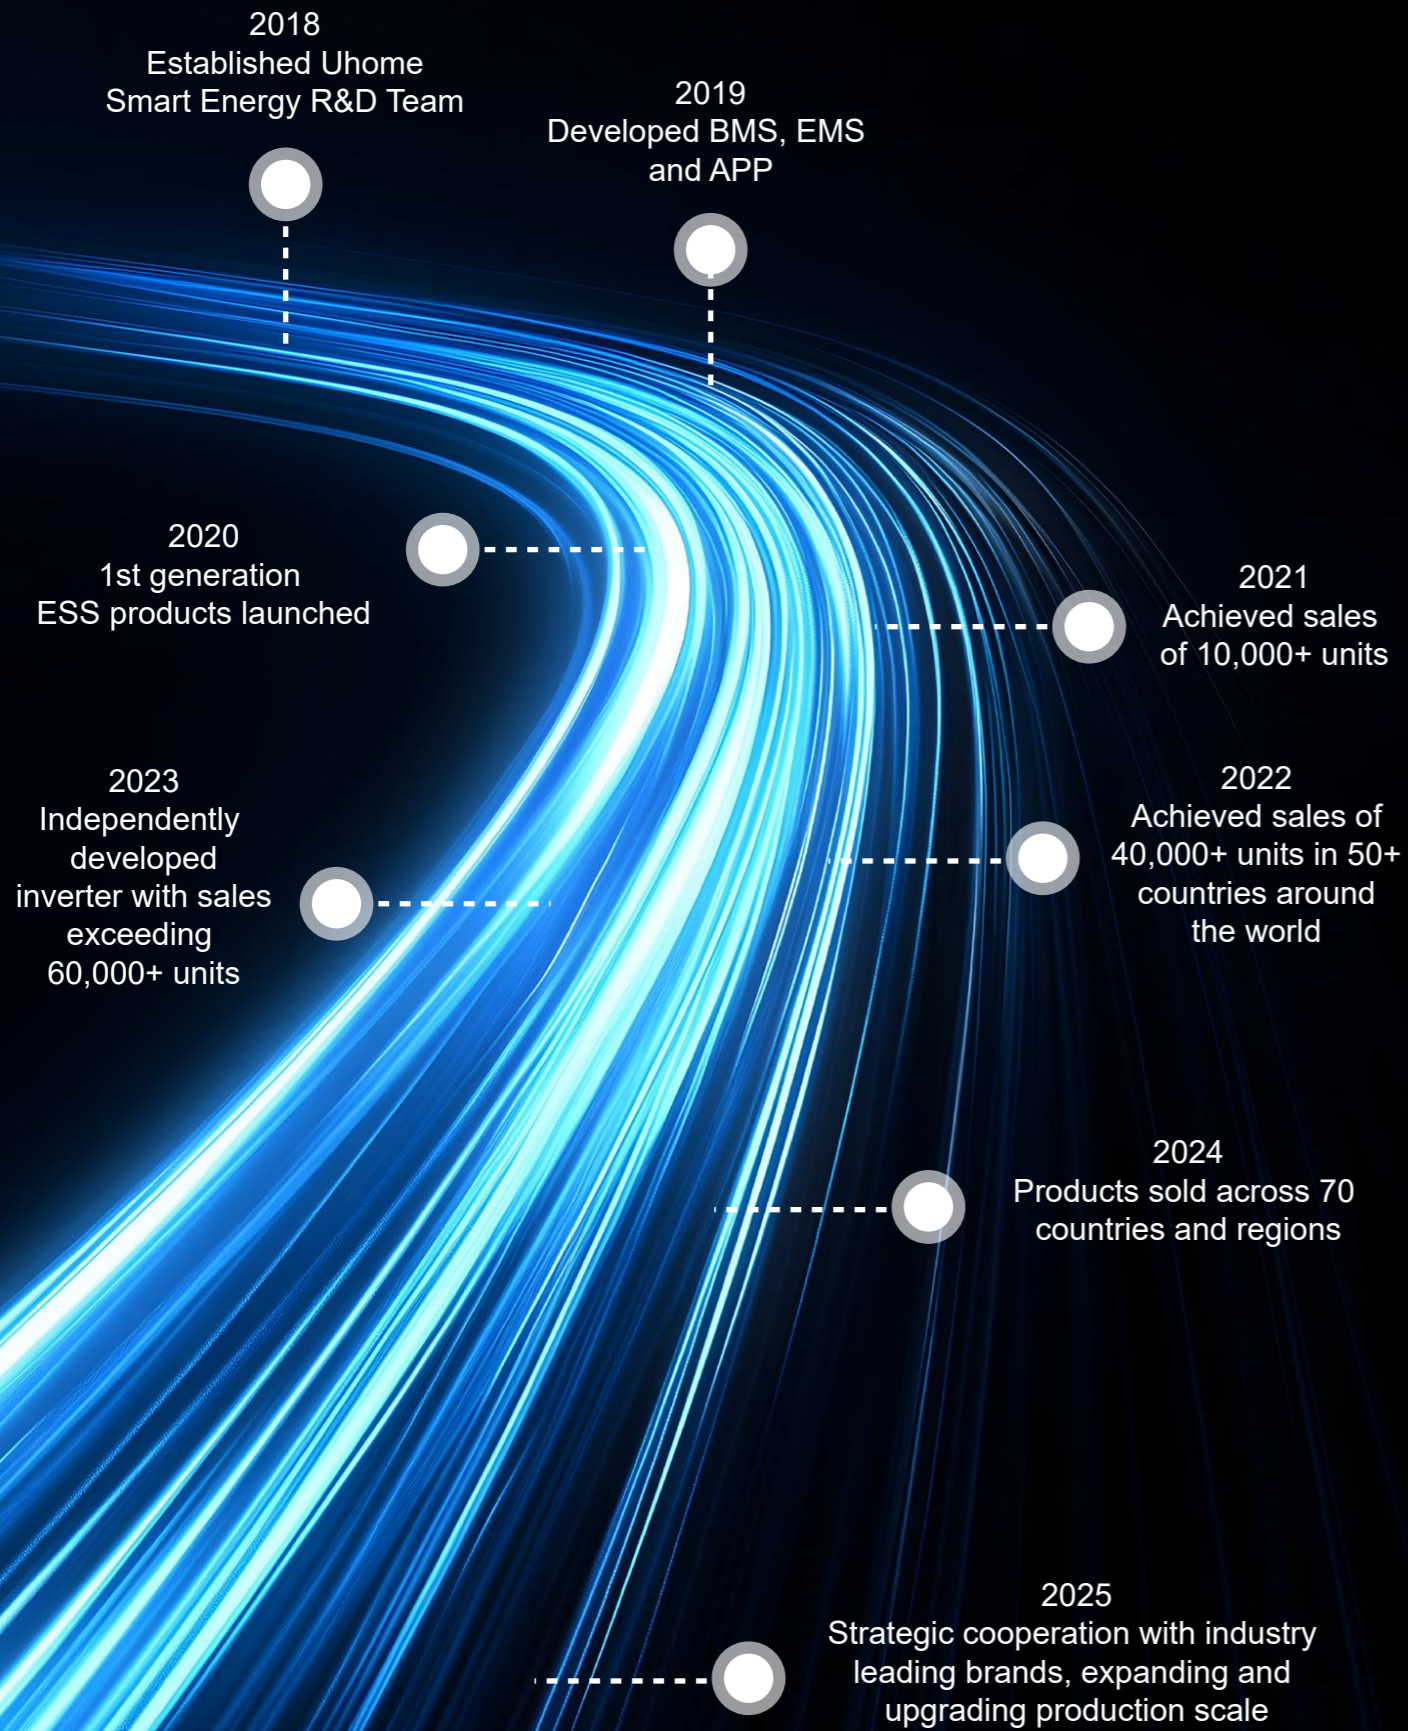 2018
Established Uhome
Smart Energy R&D Team
2019
Developed BMS, EMS
and APP
2020
1st generation
ESS products launched
2021
Achieved sales
of 10,000+ units
2022
Achieved sales of
40,000+ units in 50+
countries around
the world
2023
Independently
developed
inverter with sales
exceeding
60,000+ units
2024
Products sold across 70
countries and regions
2025
Strategic cooperation with industry
leading brands, expanding and
upgrading production scale